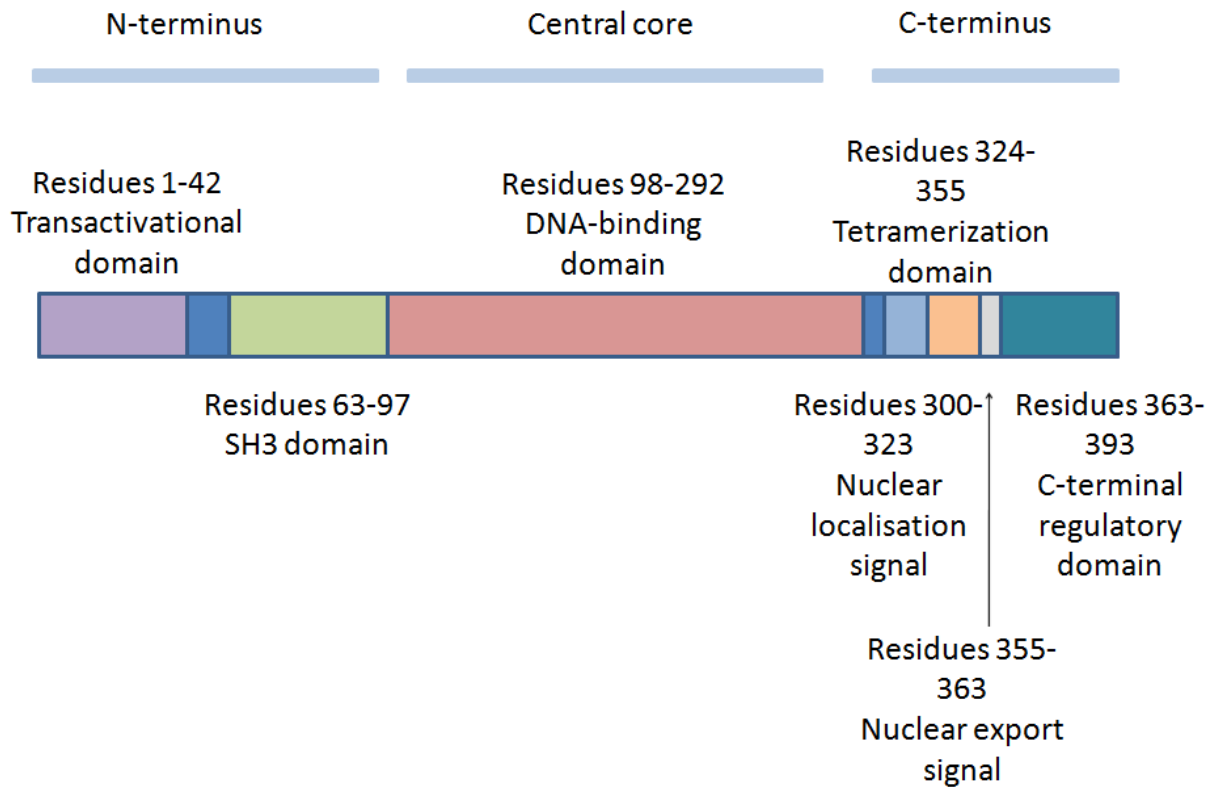 N-terminus
Central core
C-terminus
Residues 1-42
Transactivational
domain
Residues 98-292
DNA-binding
domain
Residues 324-
355
Tetramerization
domain
Residues 63-97
SH3 domain
Residues 300-
323
Nuclear
localisation
signal
Residues 363-
393
C-terminal
regulatory
domain
Residues 355-
363
Nuclear export
signal